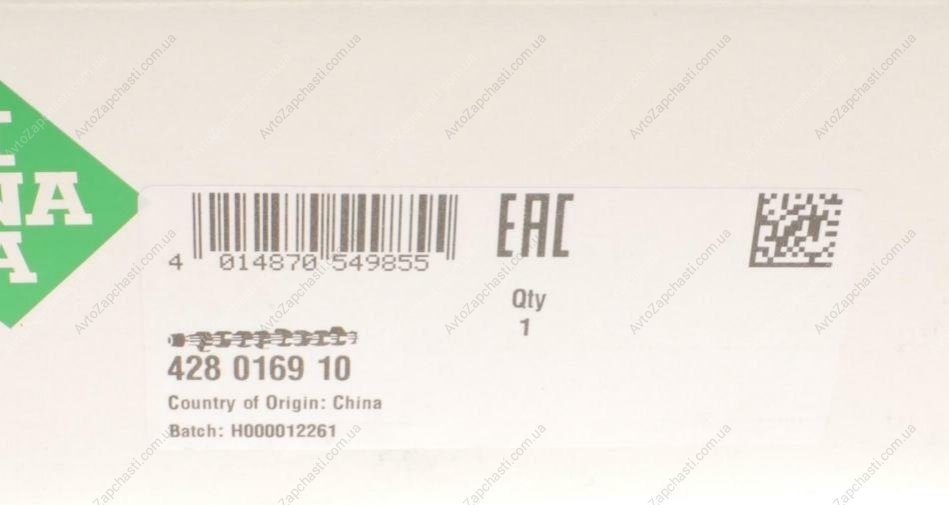 INA
4 014870 549855
EAC
Qty
1
428 0169 10
Country of Origin: China
Batch: H000012261
AvtoZapchasti.com.ua